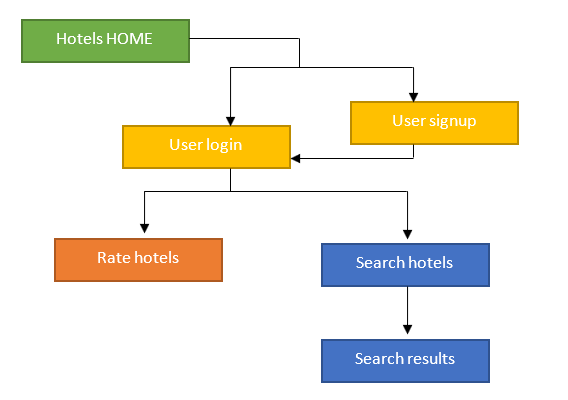 Hotels HOME
User signup
User login
Rate hotels
Search hotels
Search results